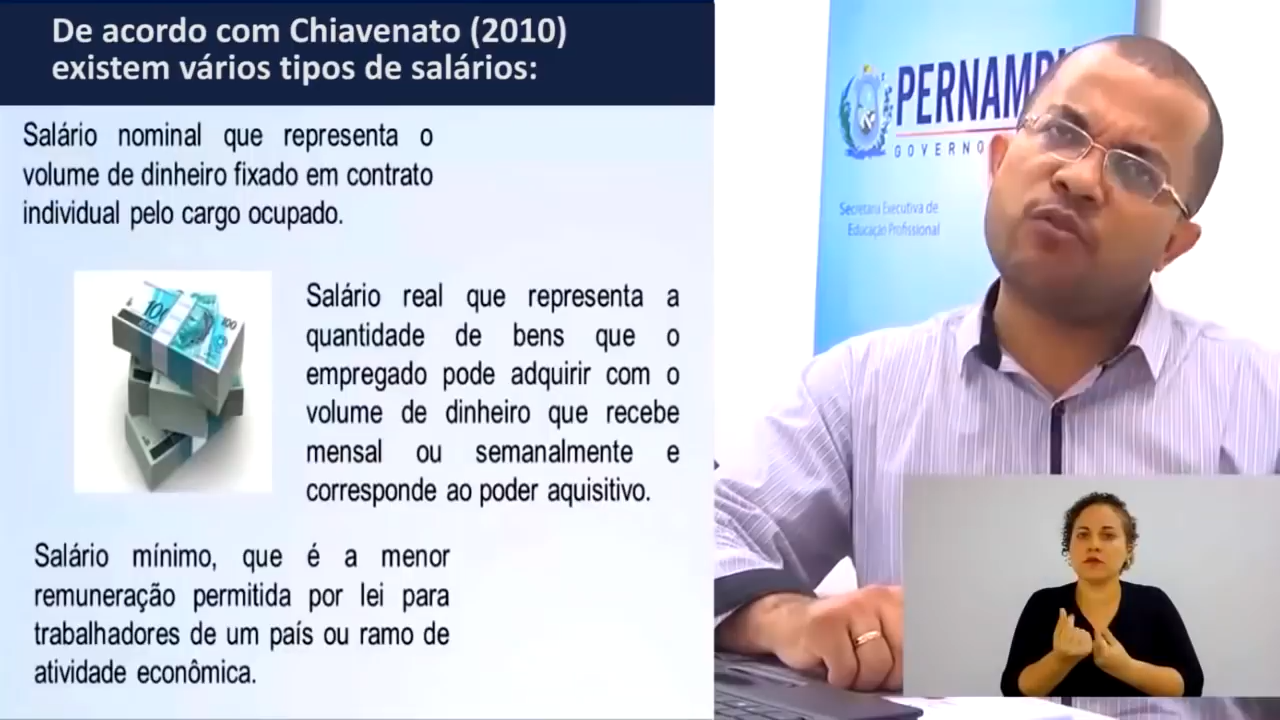 De acordo com Chiavenato (2010)
existem vários tipos de salários:
Salário nominal que representa o
volume de dinheiro fixado em contrato
individual pelo cargo ocupado.
Salário real que representa a
quantidade de bens que o
empregado pode adquirir com o
volume de dinheiro que recebe
mensal ou semanalmente e
corresponde ao poder aquisitivo.
Salário mínimo, que é a menor
remuneração permitida por lei para
trabalhadores de um país ou ramo de
atividade econômica.
100
100
PERNAMBU
GOVERNO
Secretaria Executiva de
Educação Profissional